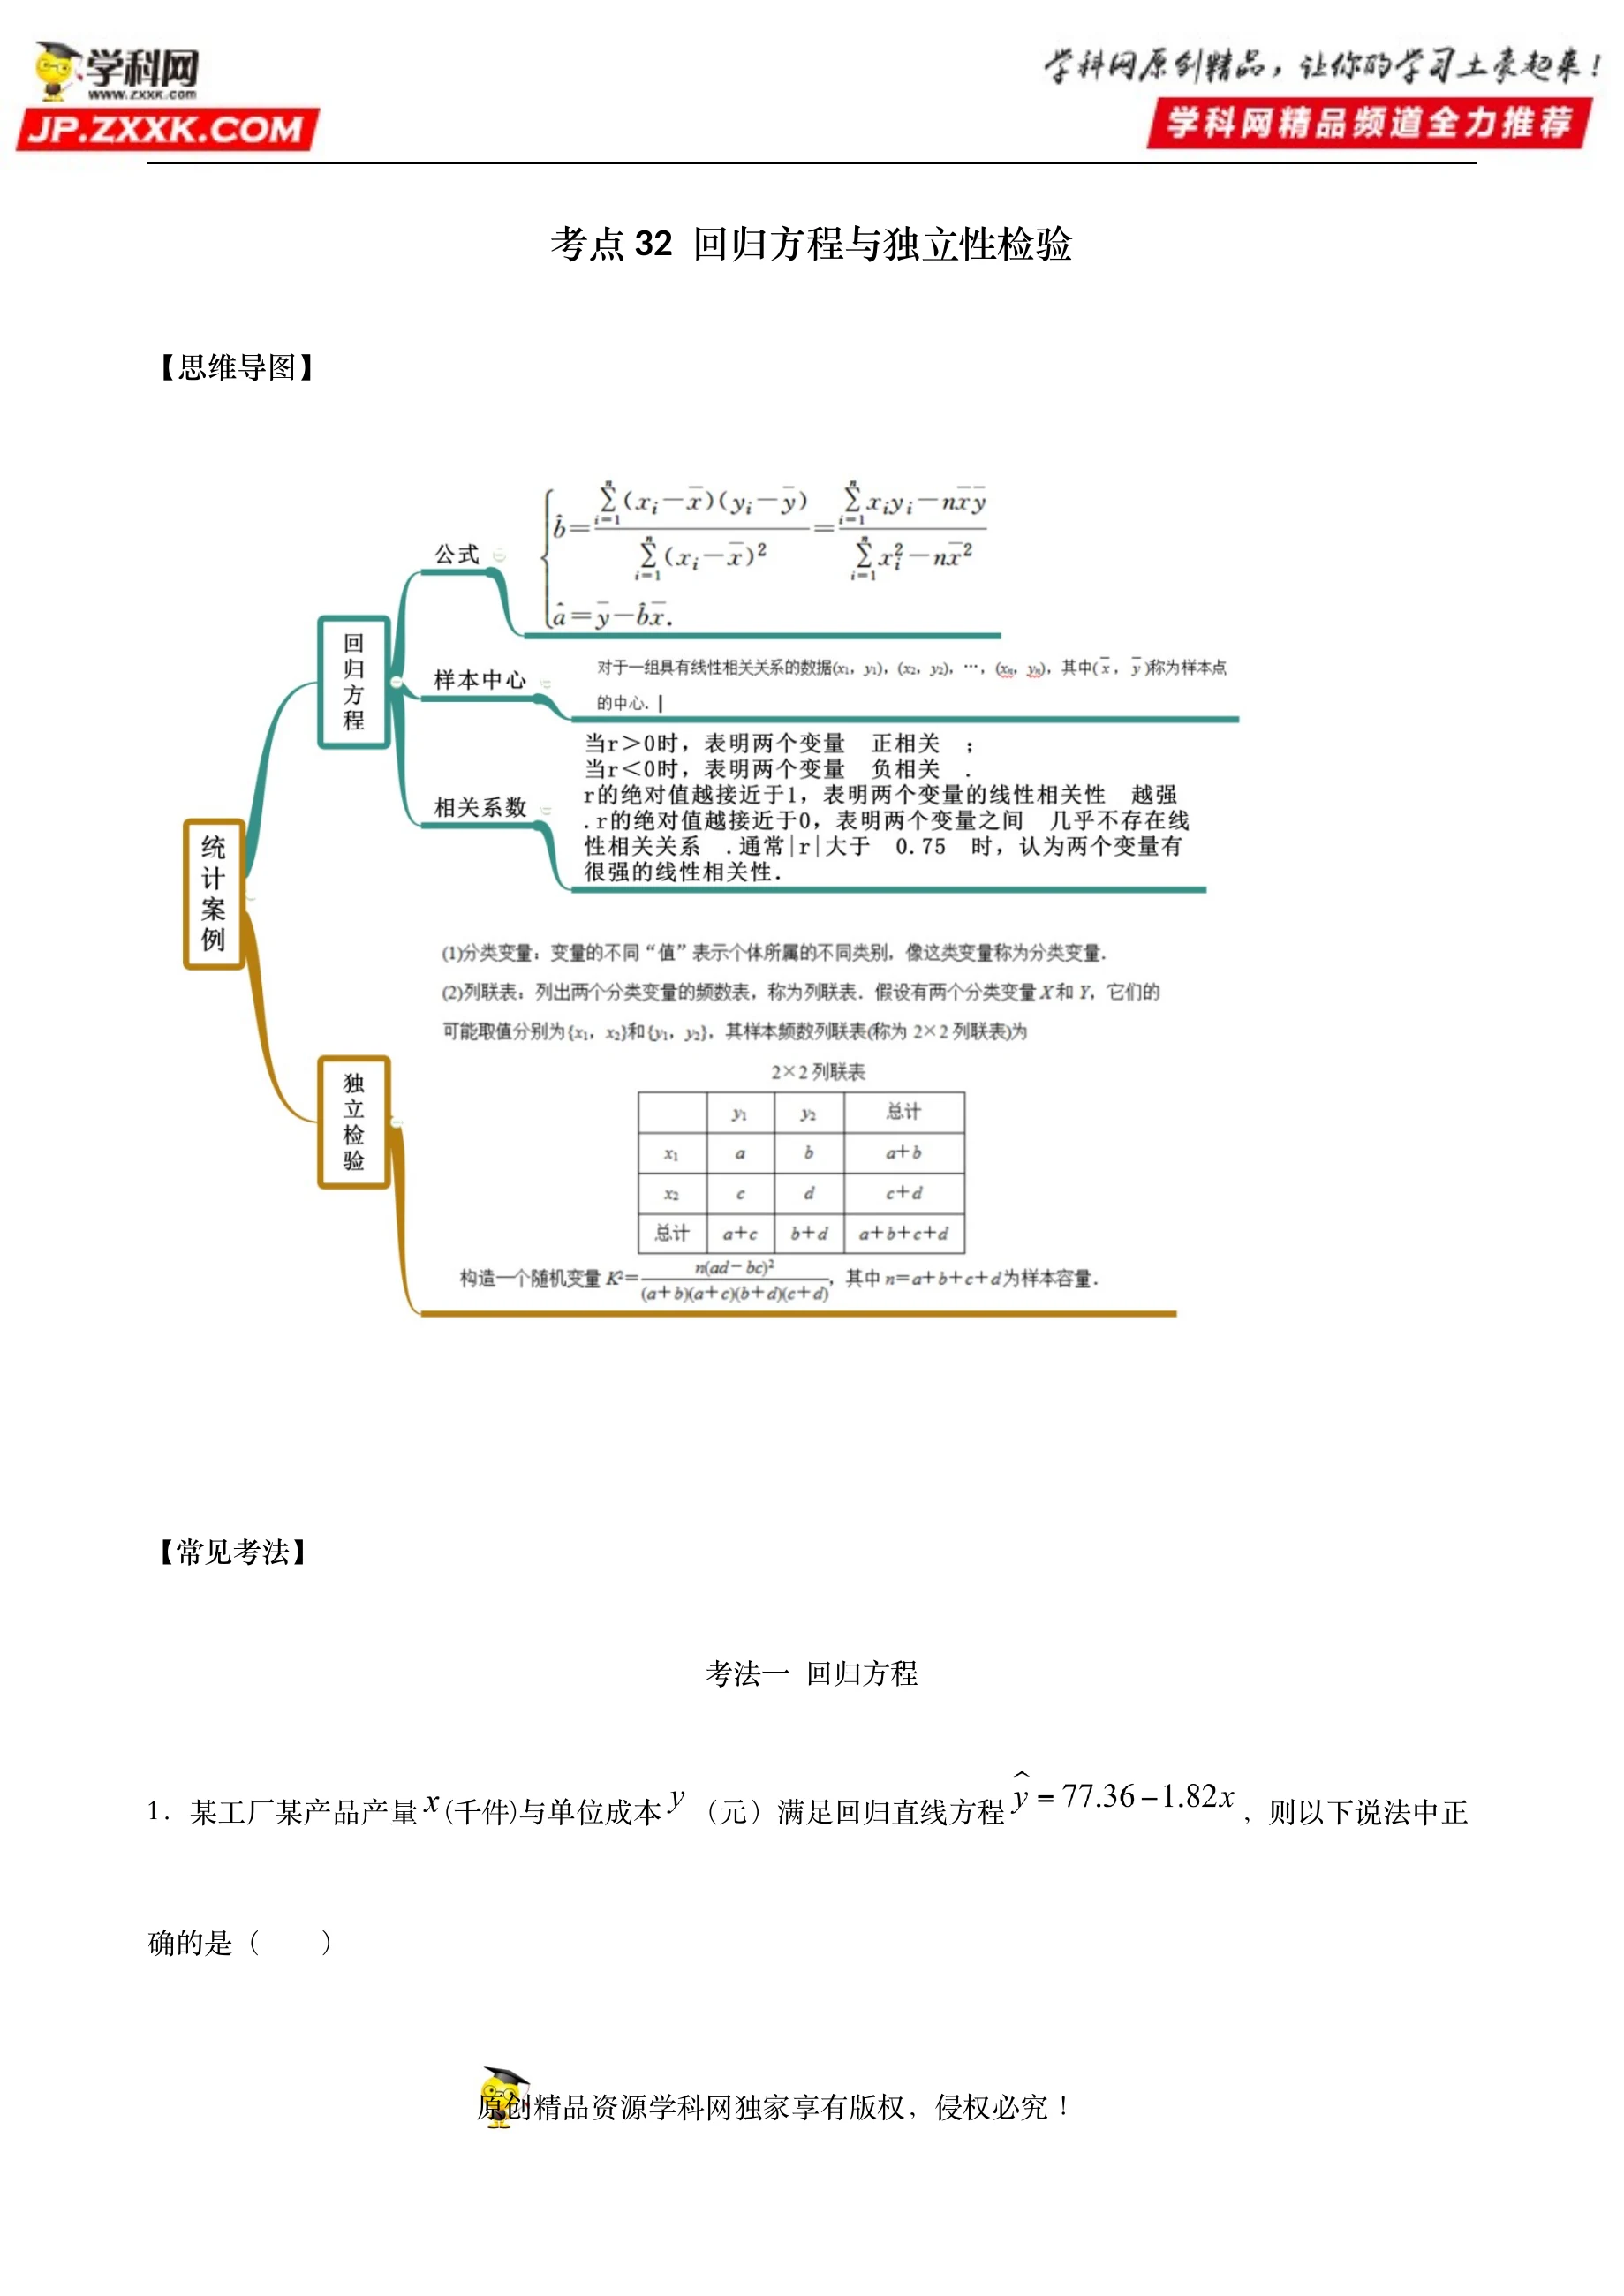 学科网
www.zxxk.com
JP.ZXXK.COM
学科网原创精品，让你的学习土豪起来！
学科网精品频道全力推荐
考点 32 回归方程与独立性检验
【思维导图】
统计案例
回归方程
公式
b̂=∑(i=1→n)(xᵢ-x̄)(yᵢ-ȳ)/∑(i=1→n)(xᵢ-x̄)²=(∑(i=1→n)xᵢyᵢ-nx̄ȳ)/(∑(i=1→n)xᵢ²-nx̄²)
â=ȳ-b̂x̄.
样本中心
对于一组具有线性相关关系的数据(x₁，y₁)，(x₂，y₂)，…，(xₙ，yₙ)，其中(x̄，ȳ)称为样本点
的中心.
相关系数
当r＞0时，表明两个变量 正相关 ；
当r＜0时，表明两个变量 负相关 .
r的绝对值越接近于1，表明两个变量的线性相关性 越强
.r的绝对值越接近于0，表明两个变量之间 几乎不存在线
性相关关系 .通常|r|大于 0.75 时，认为两个变量有
很强的线性相关性.
独立检验
(1)分类变量：变量的不同“值”表示个体所属的不同类别，像这类变量称为分类变量.
(2)列联表：列出两个分类变量的频数表，称为列联表．假设有两个分类变量X和Y，它们的
可能取值分别为{x₁，x₂}和{y₁，y₂}，其样本频数列联表(称为 2×2 列联表)为
2×2 列联表
y₁ y₂ 总计
x₁ a b a+b
x₂ c d c+d
总计 a+c b+d a+b+c+d
构造一个随机变量 K²=n(ad-bc)²/(a+b)(a+c)(b+d)(c+d)，其中 n=a+b+c+d为样本容量.
【常见考法】
考法一 回归方程
1．某工厂某产品产量x(千件)与单位成本y（元）满足回归直线方程ŷ=77.36-1.82x，则以下说法中正
确的是（ ）
原创精品资源学科网独家享有版权，侵权必究！